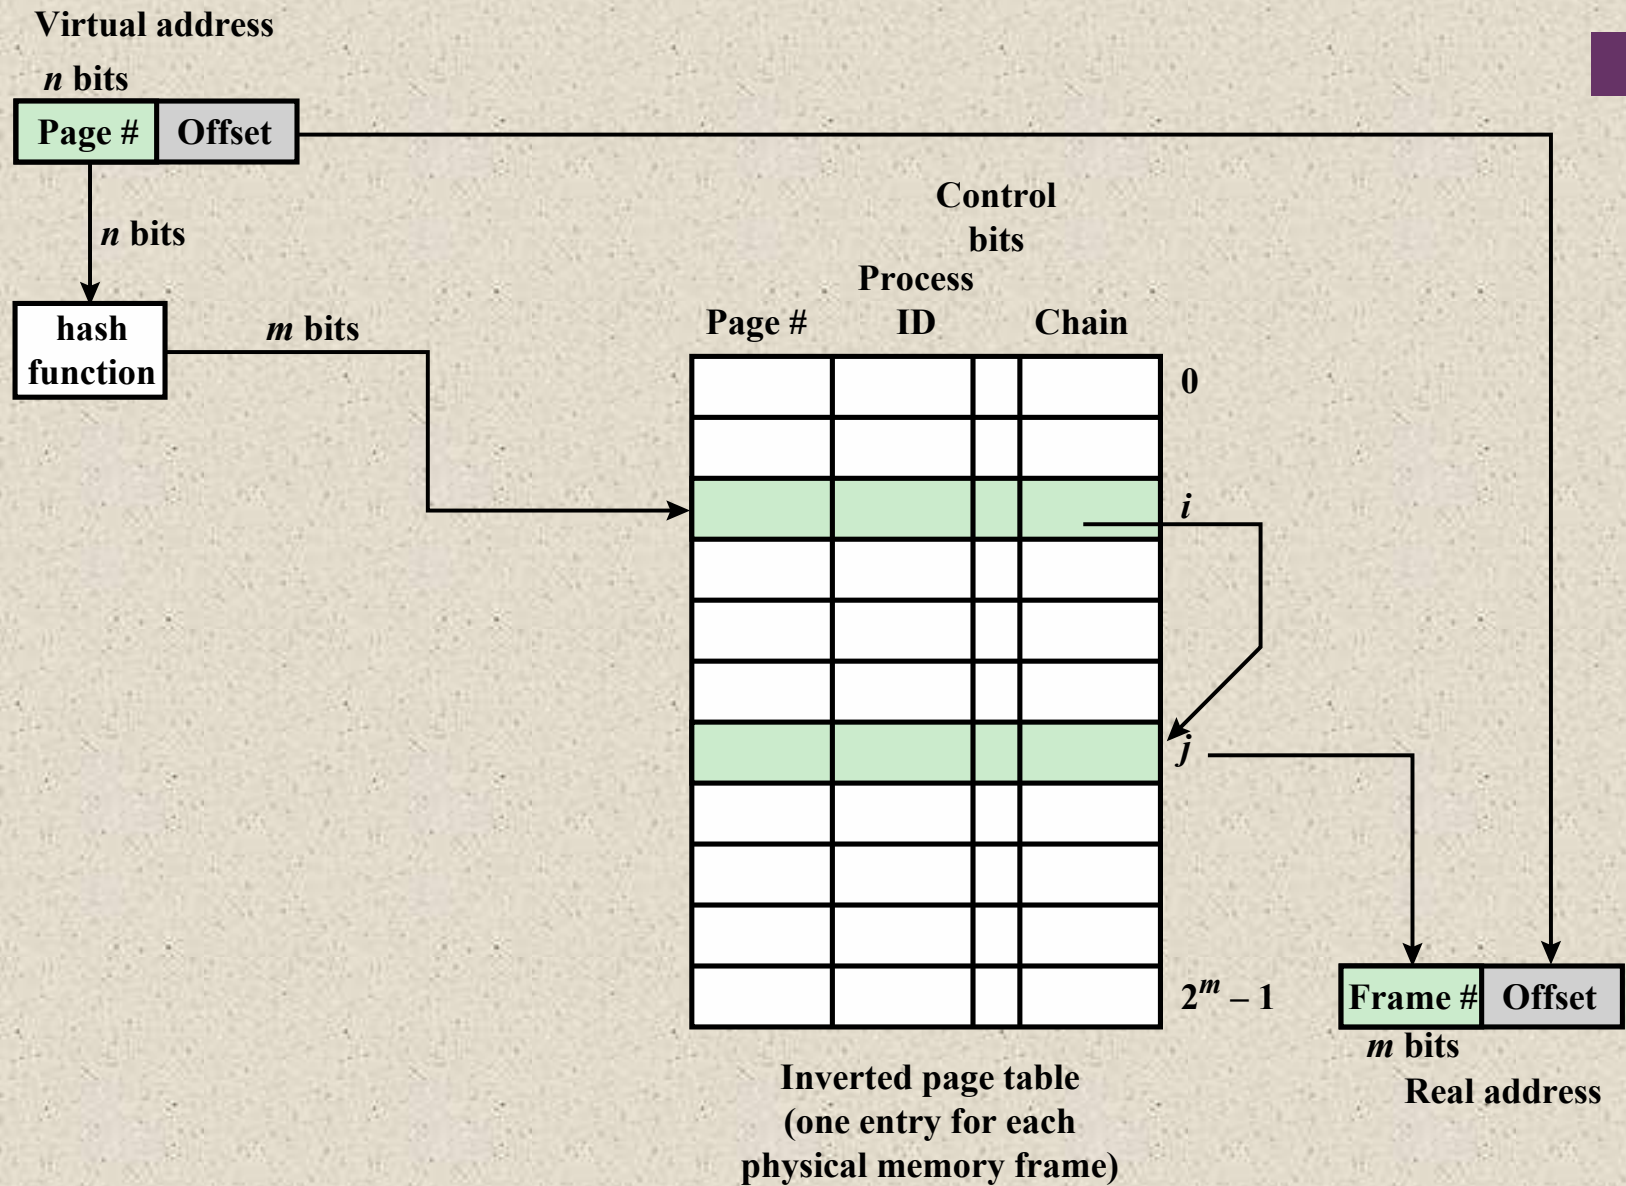 Virtual address
n bits
Page # Offset
n bits
hash
function
m bits
Control
bits
Process
Page # ID Chain
0
i
j
2^m – 1
Frame # Offset
m bits
Real address
Inverted page table
(one entry for each
physical memory frame)